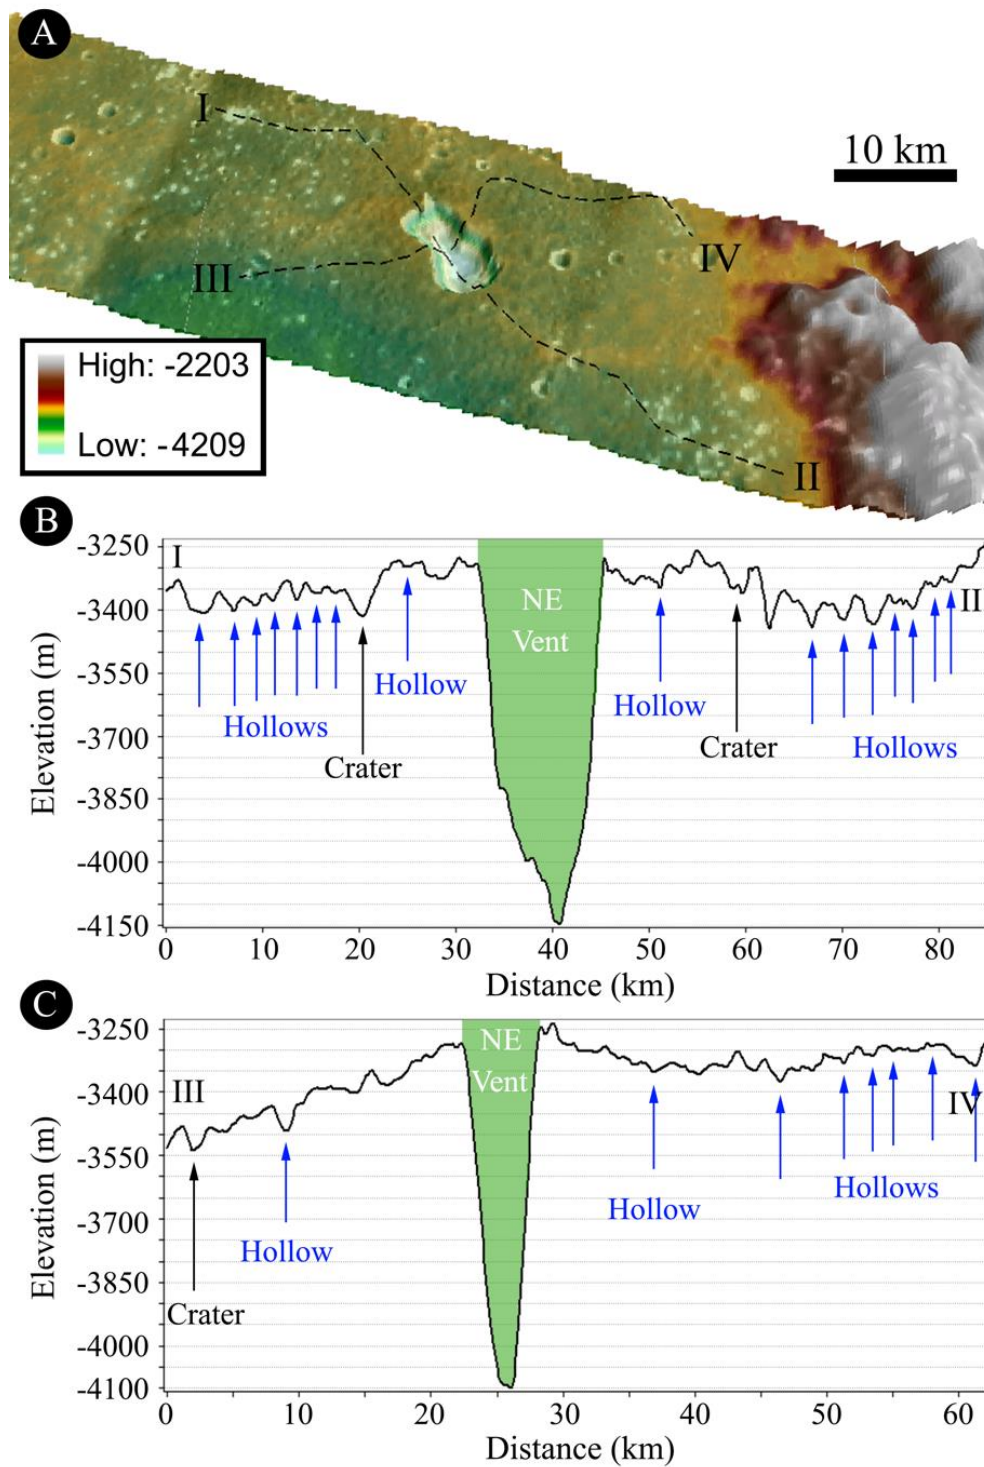 A
I
10 km
III
IV
High: -2203
Low: -4209
II
B
-3250
I
-3400
NE
Vent
II
-3550
Hollow
Hollow
Hollows
Hollows
-3700
Crater
Crater
Elevation (m)
-3850
-4000
-4150
0 10 20 30 40 50 60 70 80
Distance (km)
C
-3250
NE
Vent
-3400
III
IV
-3550
Hollow
Hollow
Hollows
-3700
Elevation (m)
-3850
Crater
-4000
-4100
0 10 20 30 40 50 60
Distance (km)